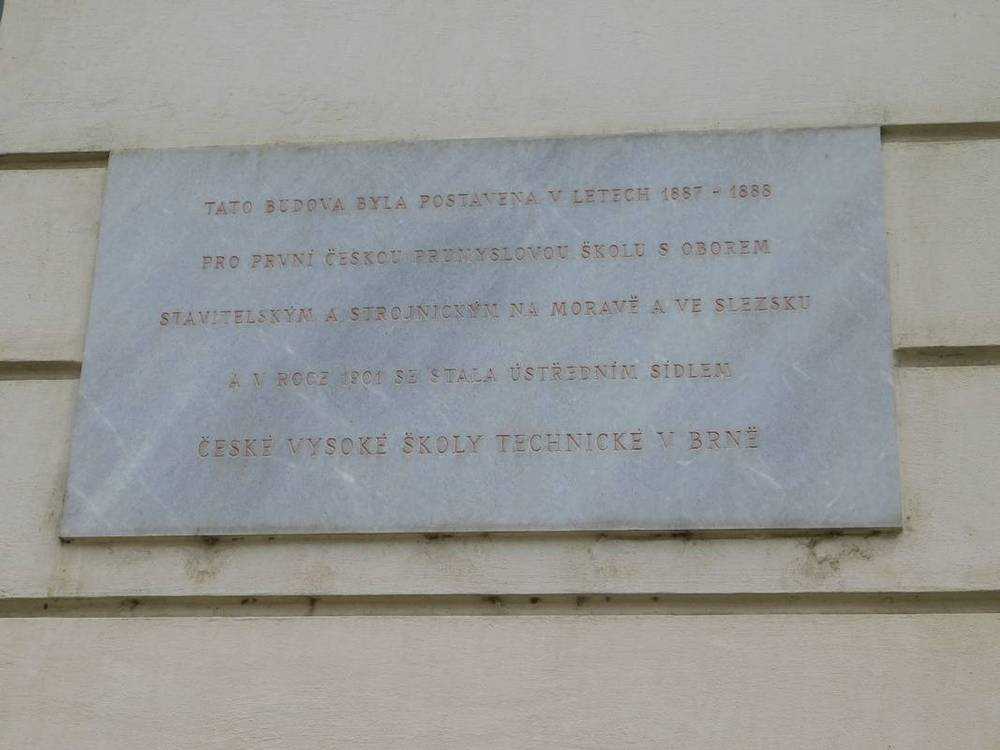 TATO BUDOVA BYLA POSTAVENA V LETECH 1887 - 1888
PRO PRVNÍ ČESKOU PRŮMYSLOVOU ŠKOLU S OBOREM
STAVITELSKÝM A STROJNICKÝM NA MORAVĚ A VE SLEZSKU
A V ROCE 1901 SE STALA ÚSTŘEDNÍM SÍDLEM
ČESKÉ VYSOKÉ ŠKOLY TECHNICKÉ V BRNĚ